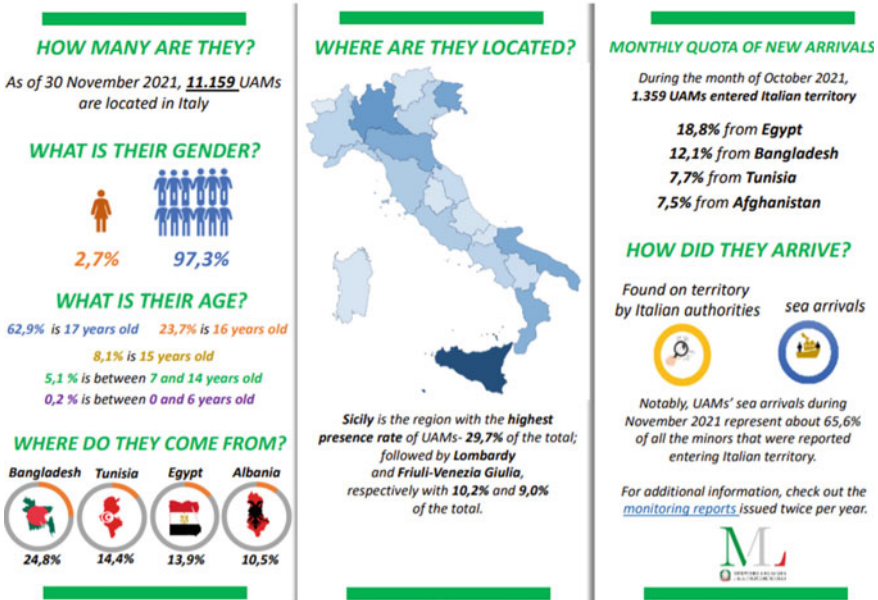 HOW MANY ARE THEY?
As of 30 November 2021, 11.159 UAMs
are located in Italy
WHAT IS THEIR GENDER?
2,7% 97,3%
WHAT IS THEIR AGE?
62,9% is 17 years old 23,7% is 16 years old
8,1% is 15 years old
5,1 % is between 7 and 14 years old
0,2 % is between 0 and 6 years old
WHERE DO THEY COME FROM?
Bangladesh Tunisia Egypt Albania
24,8% 14,4% 13,9% 10,5%
WHERE ARE THEY LOCATED?
Sicily is the region with the highest
presence rate of UAMs- 29,7% of the total;
followed by Lombardy
and Friuli-Venezia Giulia,
respectively with 10,2% and 9,0%
of the total.
MONTHLY QUOTA OF NEW ARRIVALS
During the month of October 2021,
1.359 UAMs entered Italian territory
18,8% from Egypt
12,1% from Bangladesh
7,7% from Tunisia
7,5% from Afghanistan
HOW DID THEY ARRIVE?
Found on territory
by Italian authorities
sea arrivals
Notably, UAMs' sea arrivals during
November 2021 represent about 65,6%
of all the minors that were reported
entering Italian territory.
For additional information, check out the
monitoring reports issued twice per year.
ML